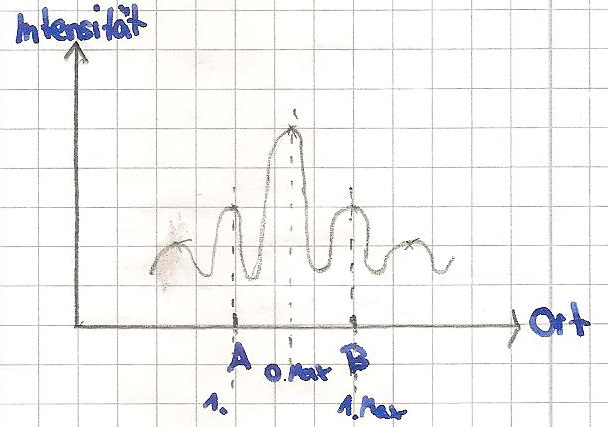 Intensität
Ort
A 0.Max B
1. 1.Max